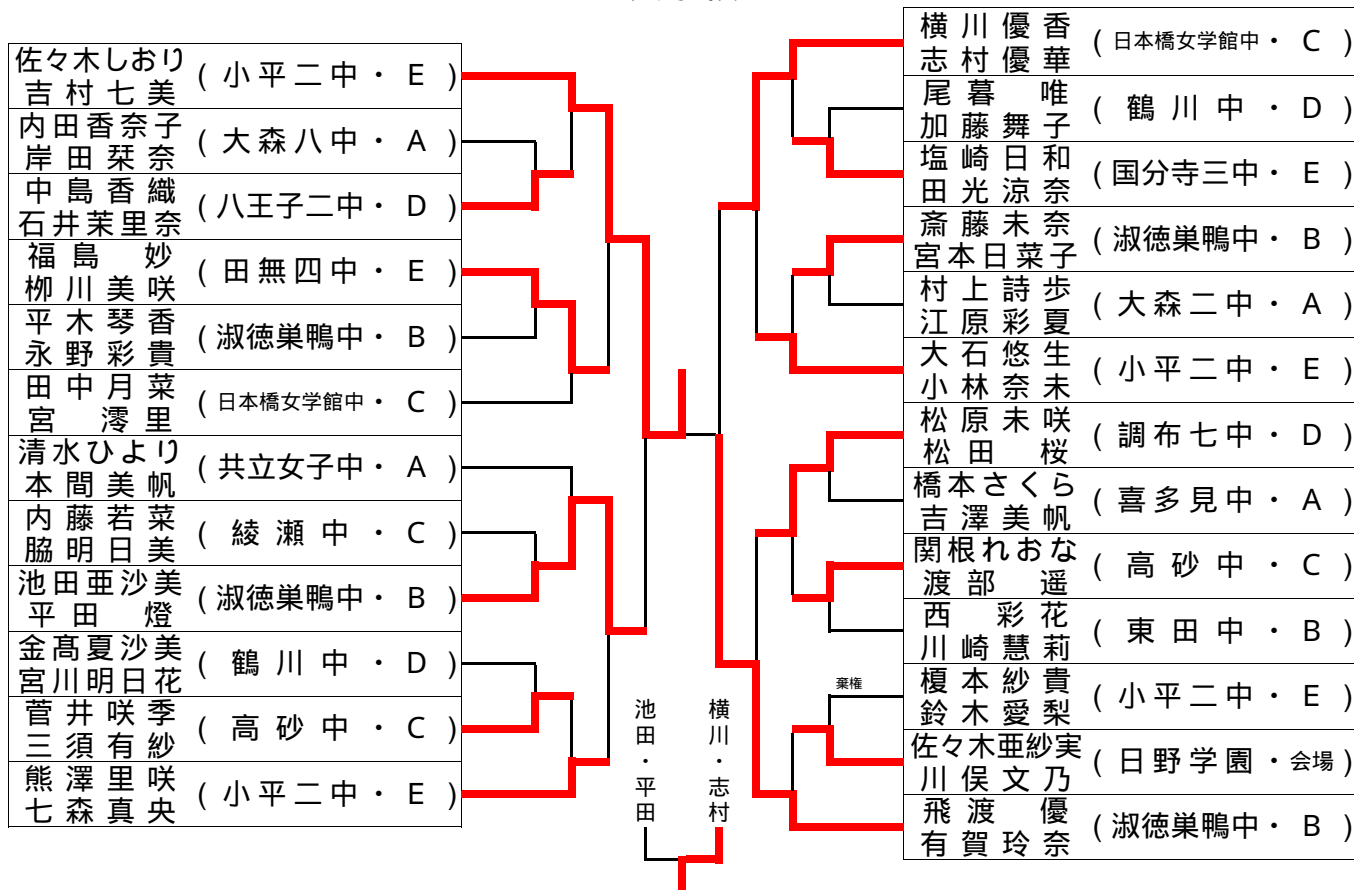 佐々木しおり
吉村七美
(小平二中・E)
内田香奈子
岸田栞奈
(大森八中・A)
中島香織
石井茉里奈
(八王子二中・D)
福島 妙
栁川美咲
(田無四中・E)
平木琴香
永野彩貴
(淑徳巣鴨中・B)
田中月菜
宮 澪里
(日本橋女学館中・C)
清水ひより
本間美帆
(共立女子中・A)
内藤若菜
脇明日美
(綾瀬中・C)
池田亜沙美
平田 燈
(淑徳巣鴨中・B)
金髙夏沙美
宮川明日花
(鶴川中・D)
菅井咲季
三須有紗
(高砂中・C)
熊澤里咲
七森真央
(小平二中・E)
池田・平田
横川・志村
横川優香
志村優華
(日本橋女学館中・C)
尾暮 唯
加藤舞子
(鶴川中・D)
塩崎日和
田光涼奈
(国分寺三中・E)
斎藤未奈
宮本日菜子
(淑徳巣鴨中・B)
村上詩歩
江原彩夏
(大森二中・A)
大石悠生
小林奈未
(小平二中・E)
松原未咲
松田 桜
(調布七中・D)
橋本さくら
吉澤美帆
(喜多見中・A)
関根れおな
渡部 遥
(高砂中・C)
西 彩花
川崎慧莉
(東田中・B)
棄権
榎本紗貴
鈴木愛梨
(小平二中・E)
佐々木亜紗実
川俣文乃
(日野学園・会場)
飛渡 優
有賀玲奈
(淑徳巣鴨中・B)